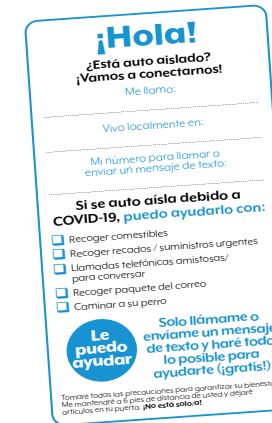 ¡Hola!
¿Está auto aislado?
¡Vamos a conectarnos!
Me llamo:
Vivo localmente en:
Mi número para llamar o
enviar un mensaje de texto:
Si se auto aísla debido a
COVID-19, puedo ayudarlo con:
Recoger comestibles
Recoger recados / suministros urgentes
Llamadas telefónicas amistosas/
para conversar
Recoger paquete del correo
Caminar a su perro
Le
puedo
ayudar
Solo llámame o
envíame un mensaje
de texto y haré todo
lo posible para
ayudarte (¡gratis!)
Tomaré todas las precauciones para garantizar su bienesta
Me mantendré a 6 pies de distancia de usted y dejaré
artículos en tu puerta. ¡No está solo/a!